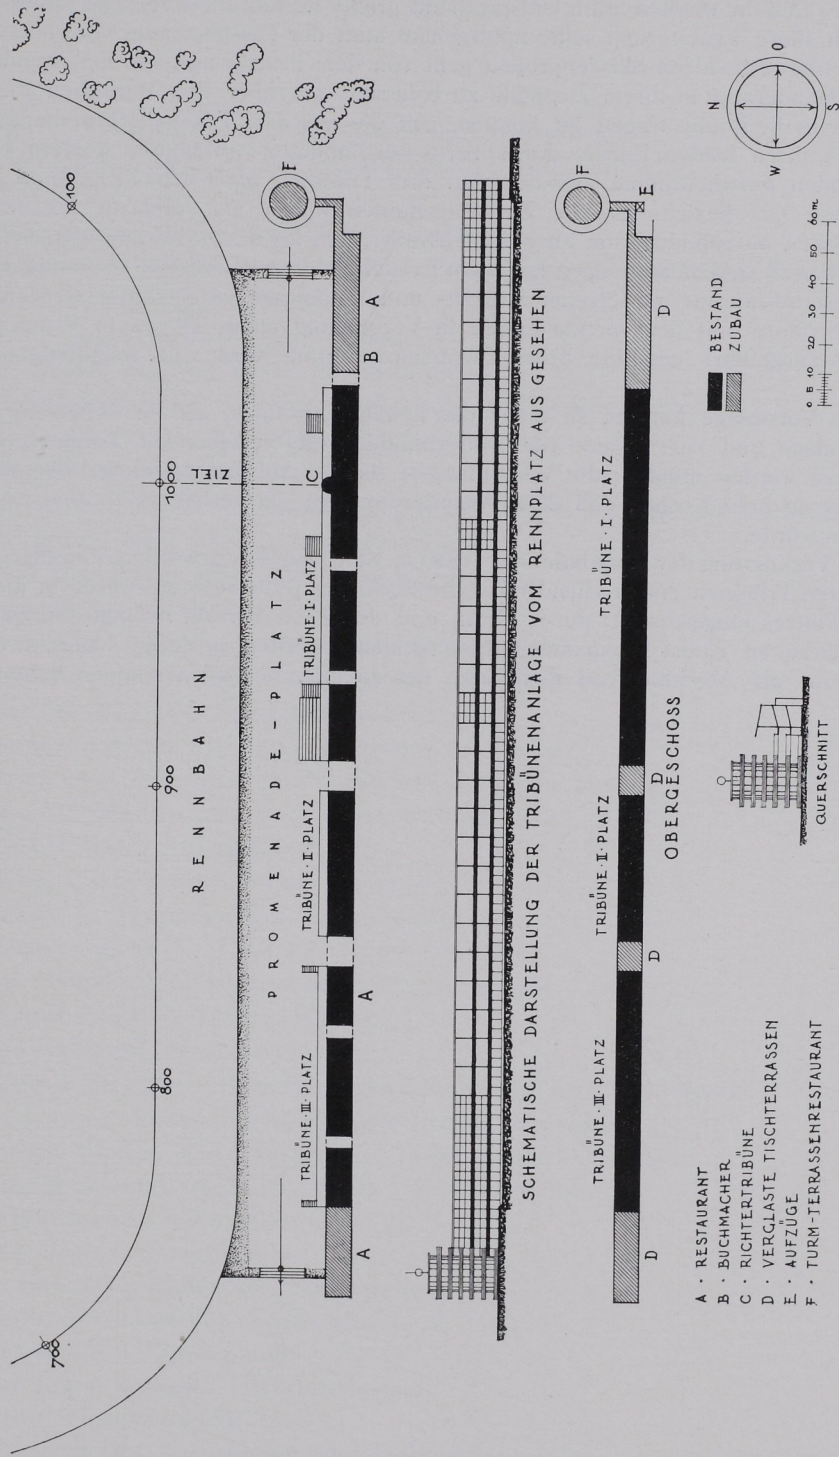 700
800
900
1000
100
RENNBAHN
ZIEL
PROMENADE - PLATZ
TRIBÜNE·III·PLATZ
TRIBÜNE·II·PLATZ
TRIBÜNE·I·PLATZ
C
F
A
A
B
A
SCHEMATISCHE DARSTELLUNG DER TRIBÜNENANLAGE VOM RENNPLATZ AUS GESEHEN
TRIBÜNE·III·PLATZ
TRIBÜNE·II·PLATZ
TRIBÜNE·I·PLATZ
F
E
D
D
D
D
OBERGESCHOSS
A · RESTAURANT
B · BUCHMACHER
C · RICHTERTRIBÜNE
D · VERGLASTE TISCHTERRASSEN
E · AUFZÜGE
F · TURM-TERRASSENRESTAURANT
QUERSCHNITT
BESTAND
ZUBAU
0 5 10 20 30 40 50 60m
N
O
S
W